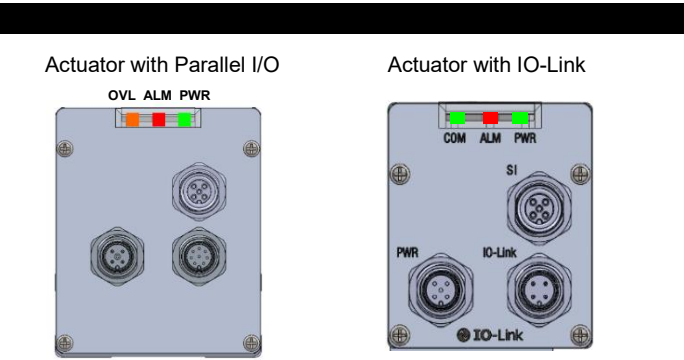 Actuator with Parallel I/O
OVL ALM PWR
Actuator with IO-Link
COM ALM PWR
SI
PWR IO-Link
IO-Link